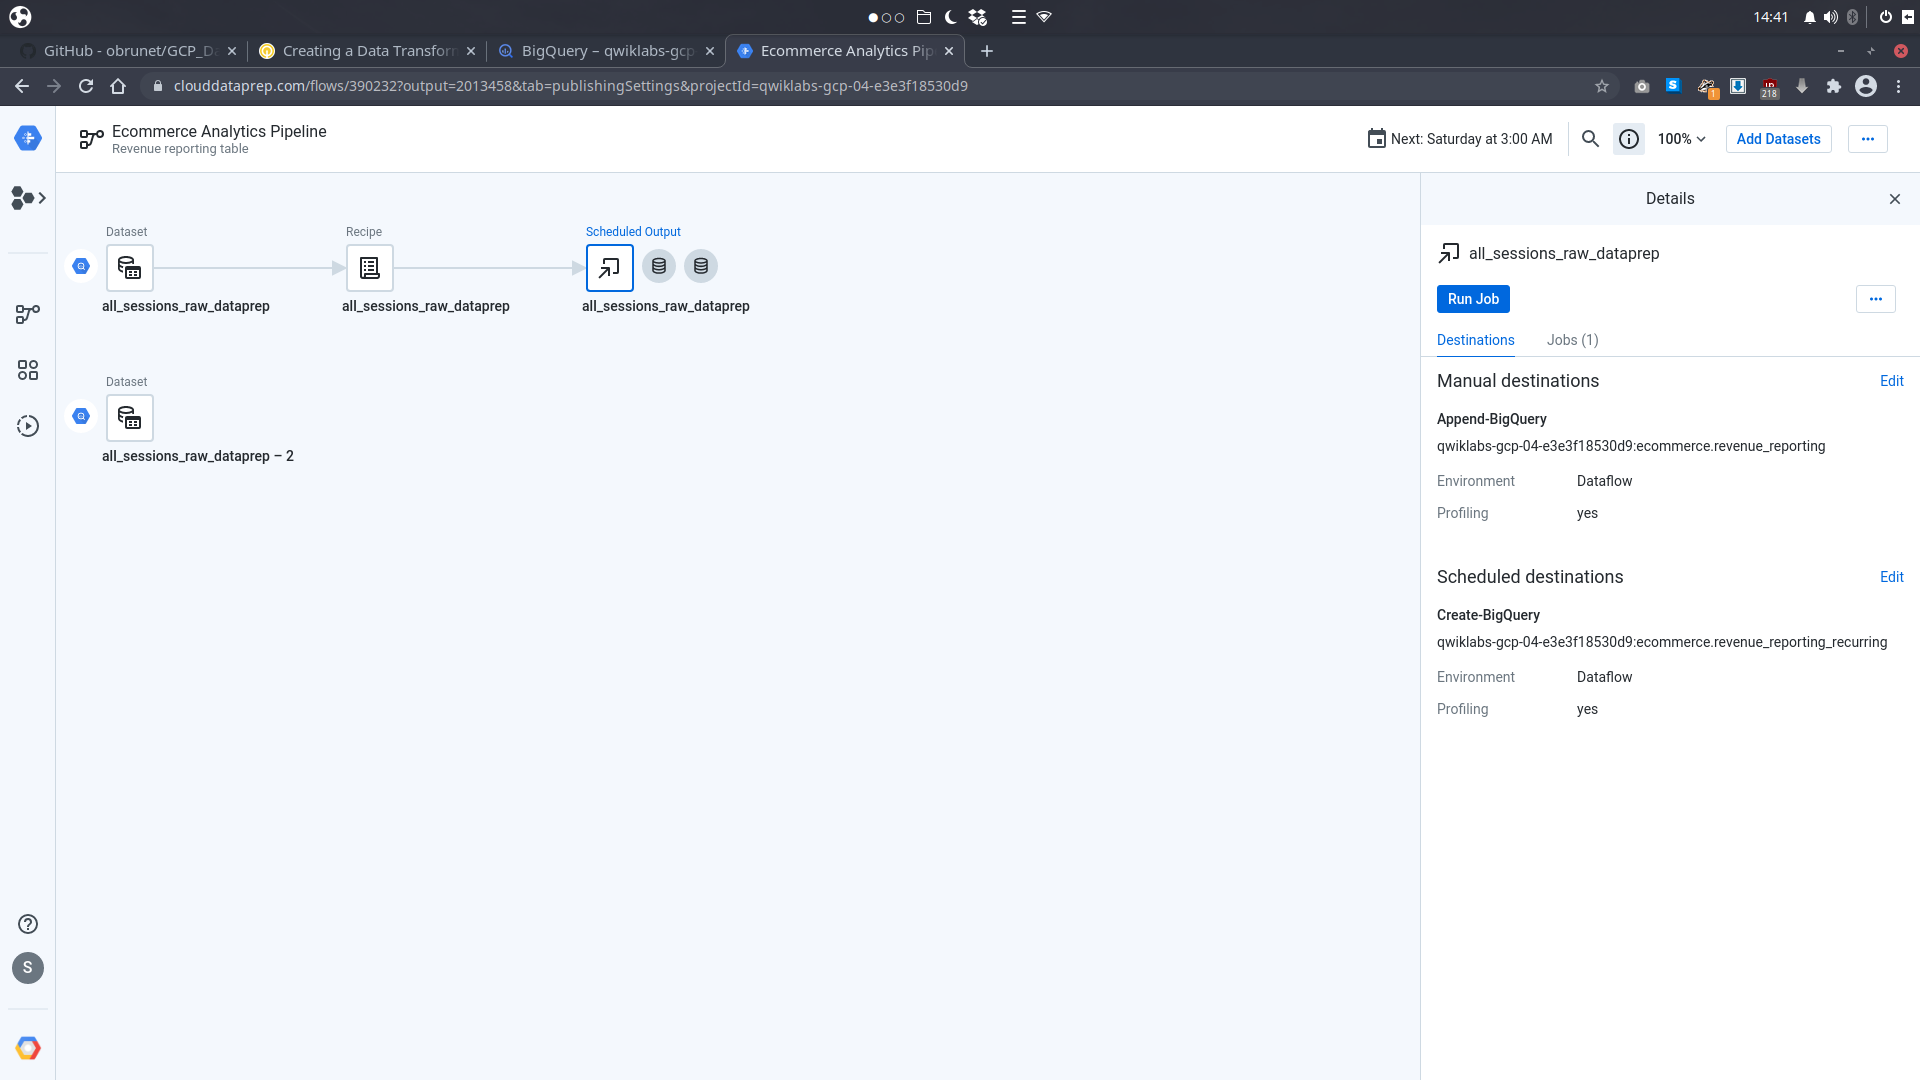 14:41
GitHub - obrunet/GCP_Da
Creating a Data Transforr
BigQuery – qwiklabs-gcp
Ecommerce Analytics Pip
clouddataprep.com/flows/390232?output=2013458&tab=publishingSettings&projectId=qwiklabs-gcp-04-e3e3f18530d9
1
218
Ecommerce Analytics Pipeline
Revenue reporting table
Next: Saturday at 3:00 AM
100%
Add Datasets
Details
Dataset
Recipe
Scheduled Output
all_sessions_raw_dataprep
all_sessions_raw_dataprep
all_sessions_raw_dataprep
Dataset
all_sessions_raw_dataprep – 2
all_sessions_raw_dataprep
Run Job
Destinations
Jobs (1)
Manual destinations
Edit
Append-BigQuery
qwiklabs-gcp-04-e3e3f18530d9:ecommerce.revenue_reporting
Environment Dataflow
Profiling yes
Scheduled destinations
Edit
Create-BigQuery
qwiklabs-gcp-04-e3e3f18530d9:ecommerce.revenue_reporting_recurring
Environment Dataflow
Profiling yes
S